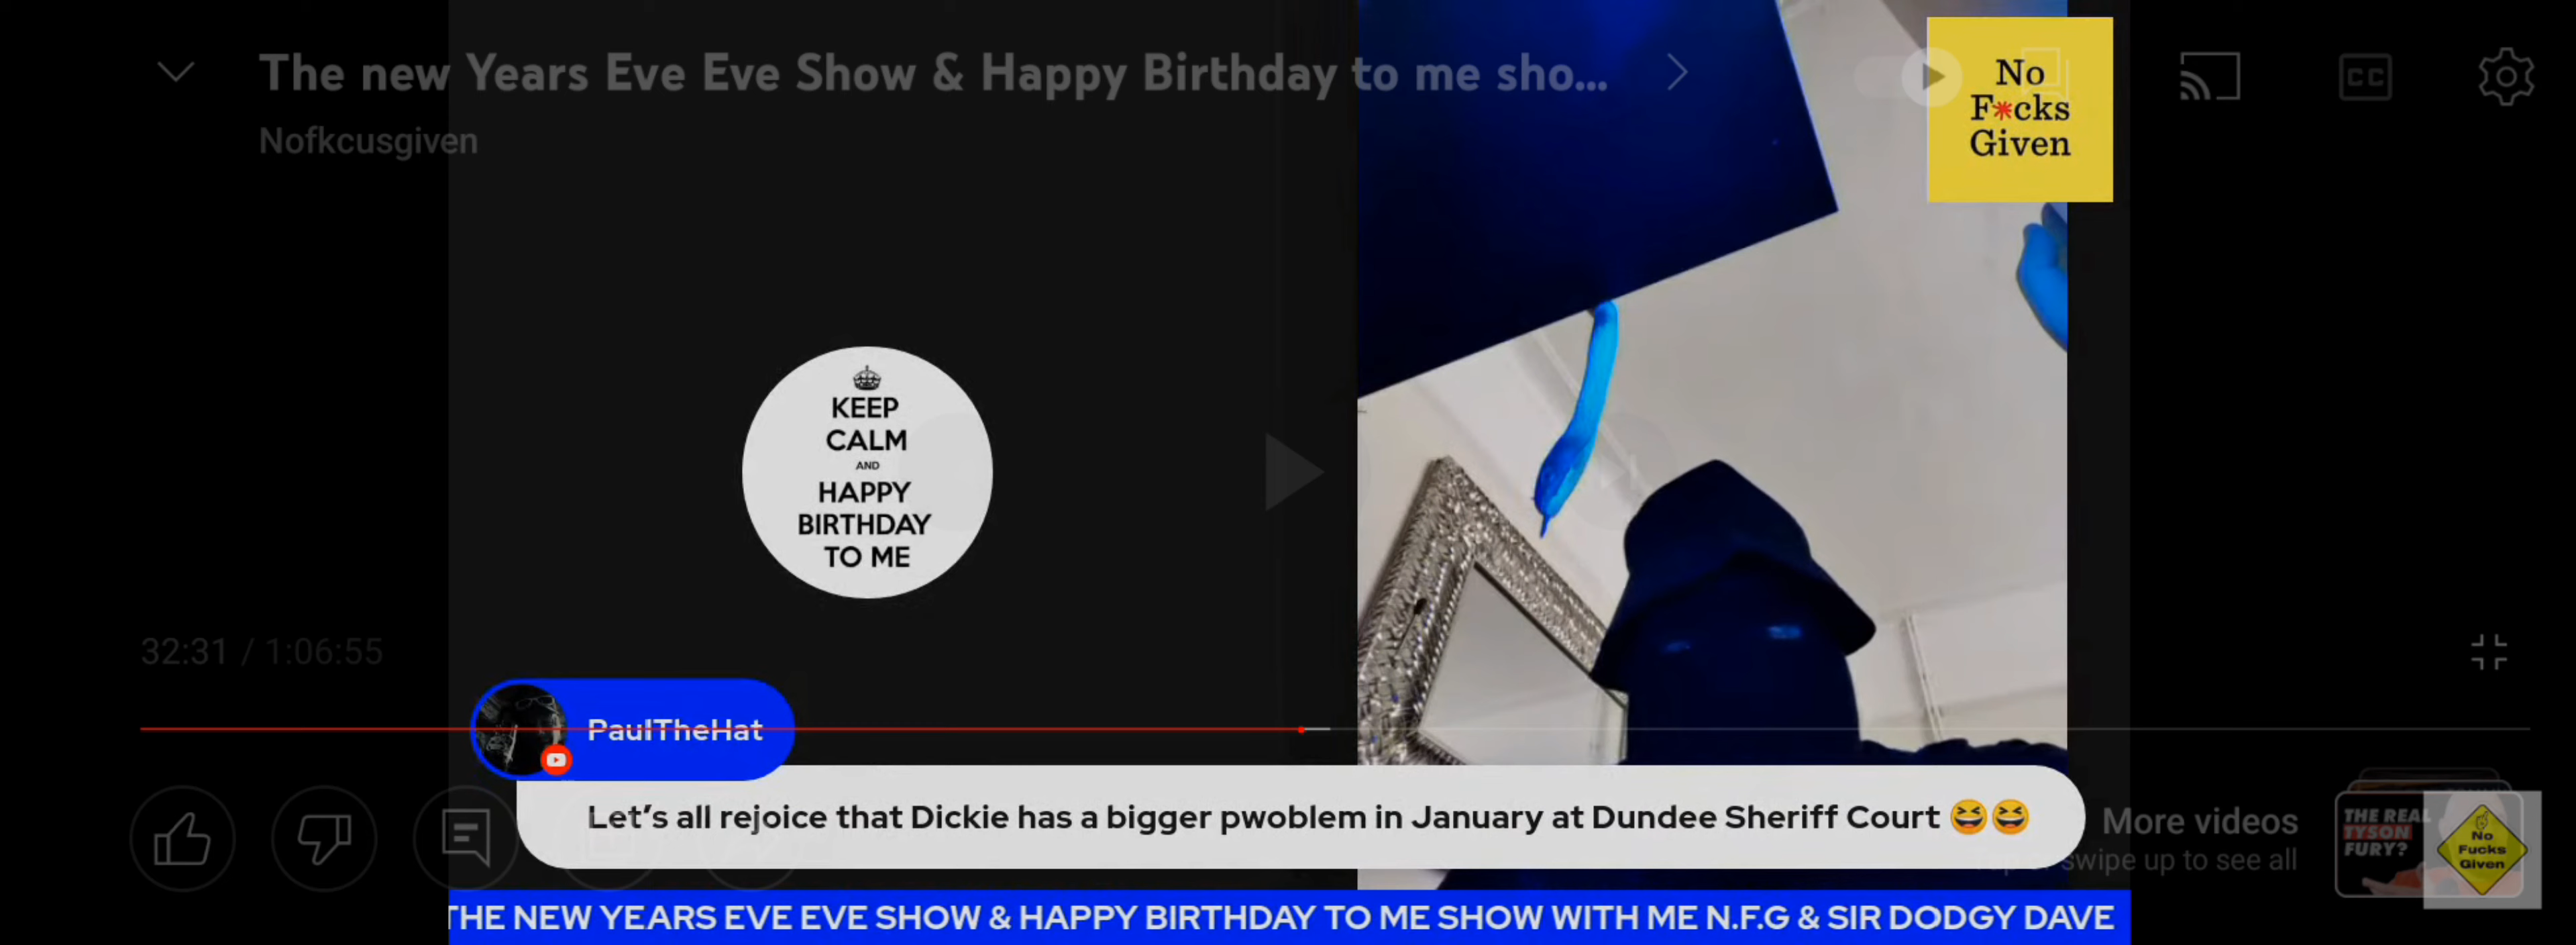 The new Years Eve Eve Show & Happy Birthday to me sho...
Nofkcusgiven
No
F*cks
Given
CC
KEEP
CALM
AND
HAPPY
BIRTHDAY
TO ME
32:31 / 1:06:55
PaulTheHat
Let's all rejoice that Dickie has a bigger pwoblem in January at Dundee Sheriff Court 😆😆
More videos
swipe up to see all
THE REAL
TYSON
FURY?
No
Fucks
Given
THE NEW YEARS EVE EVE SHOW & HAPPY BIRTHDAY TO ME SHOW WITH ME N.F.G & SIR DODGY DAVE